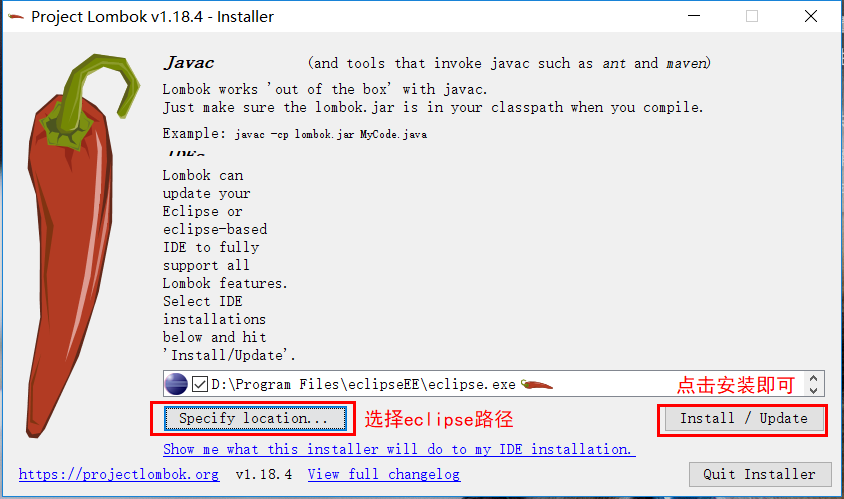 Project Lombok v1.18.4 - Installer
Javac (and tools that invoke javac such as ant and maven)
Lombok works 'out of the box' with javac.
Just make sure the lombok.jar is in your classpath when you compile.
Example: javac -cp lombok.jar MyCode.java
IDEs
Lombok can
update your
Eclipse or
eclipse-based
IDE to fully
support all
Lombok features.
Select IDE
installations
below and hit
'Install/Update'.
D:\Program Files\eclipseEE\eclipse.exe 点击安装即可
Specify location... 选择eclipse路径 Install / Update
Show me what this installer will do to my IDE installation.
https://projectlombok.org v1.18.4 View full changelog Quit Installer